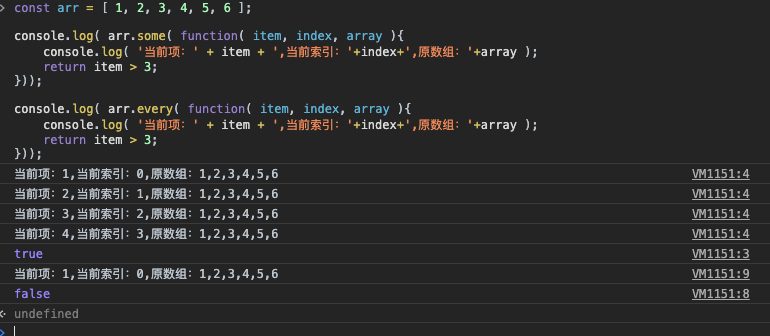 > const arr = [ 1, 2, 3, 4, 5, 6 ];
console.log( arr.some( function( item, index, array ){
console.log( '当前项：' + item + ',当前索引：'+index+',原数组：'+array );
return item > 3;
}));
console.log( arr.every( function( item, index, array ){
console.log( '当前项：' + item + ',当前索引：'+index+',原数组：'+array );
return item > 3;
}));
当前项：1,当前索引：0,原数组：1,2,3,4,5,6 VM1151:4
当前项：2,当前索引：1,原数组：1,2,3,4,5,6 VM1151:4
当前项：3,当前索引：2,原数组：1,2,3,4,5,6 VM1151:4
当前项：4,当前索引：3,原数组：1,2,3,4,5,6 VM1151:4
true VM1151:3
当前项：1,当前索引：0,原数组：1,2,3,4,5,6 VM1151:9
false VM1151:8
undefined